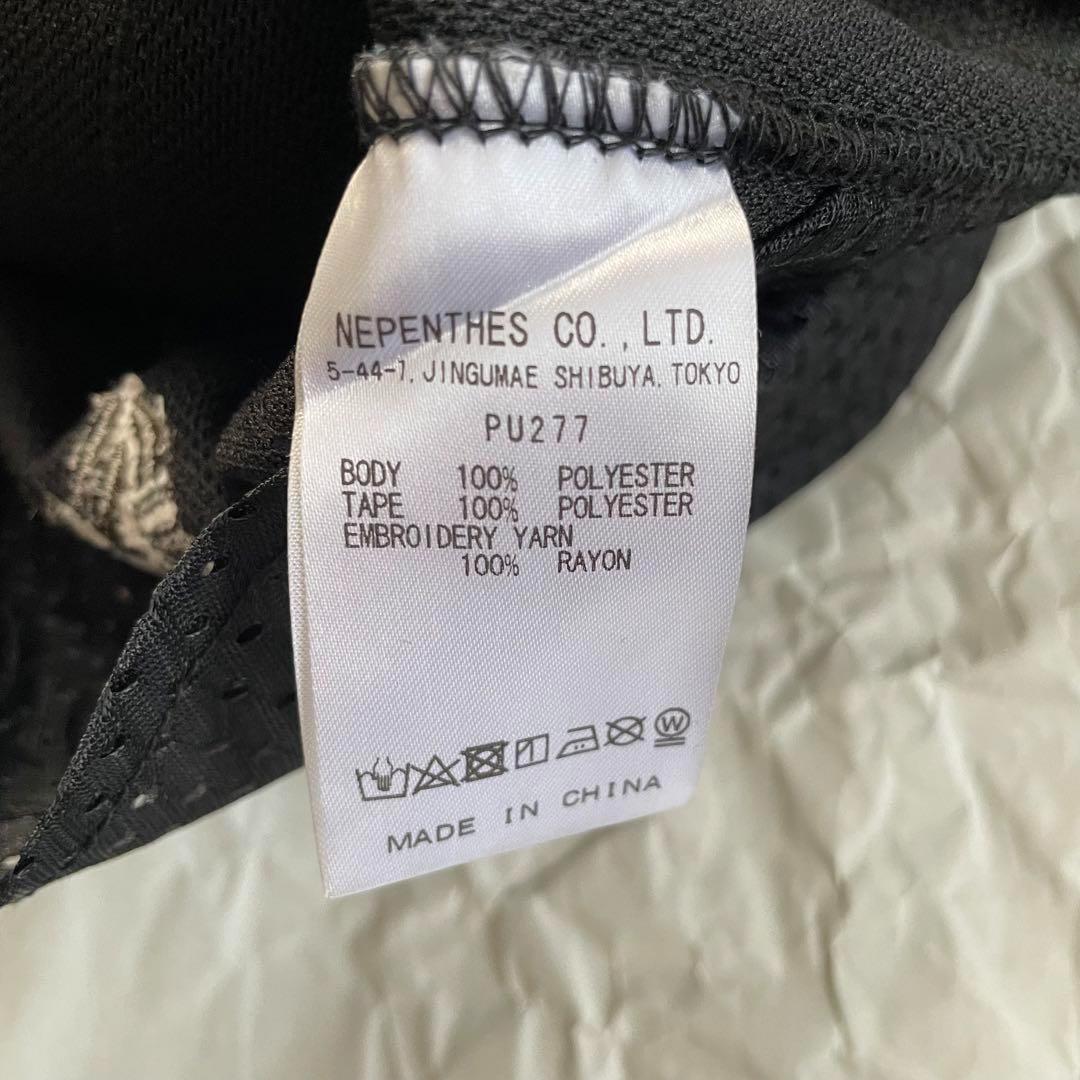 NEPENTHES CO., LTD.
5-44-1, JINGUMAE SHIBUYA, TOKYO
PU277
BODY 100% POLYESTER
TAPE 100% POLYESTER
EMBROIDERY YARN
100% RAYON
W
MADE IN CHINA